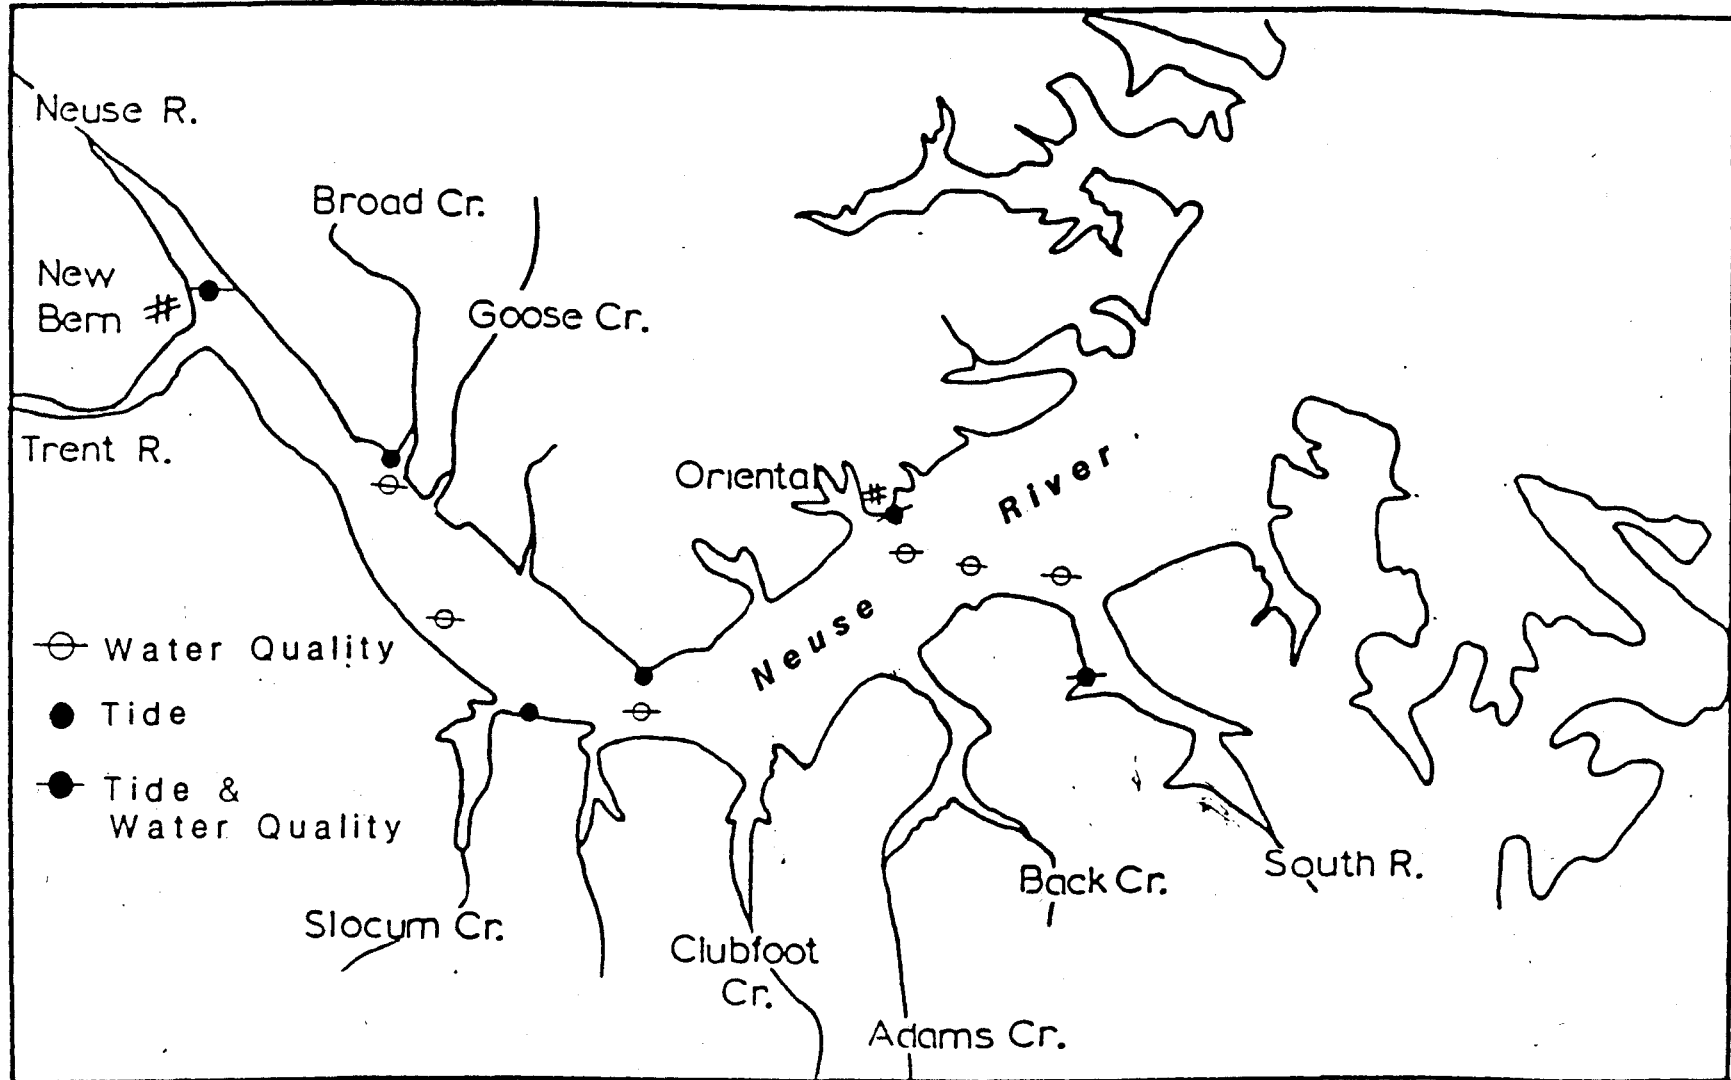 Neuse R.
Broad Cr.
New
Bern #
Goose Cr.
Trent R.
Oriental #
Neuse River
Water Quality
Tide
Tide &
Water Quality
Slocum Cr.
Clubfoot
Cr.
Adams Cr.
Back Cr.
South R.